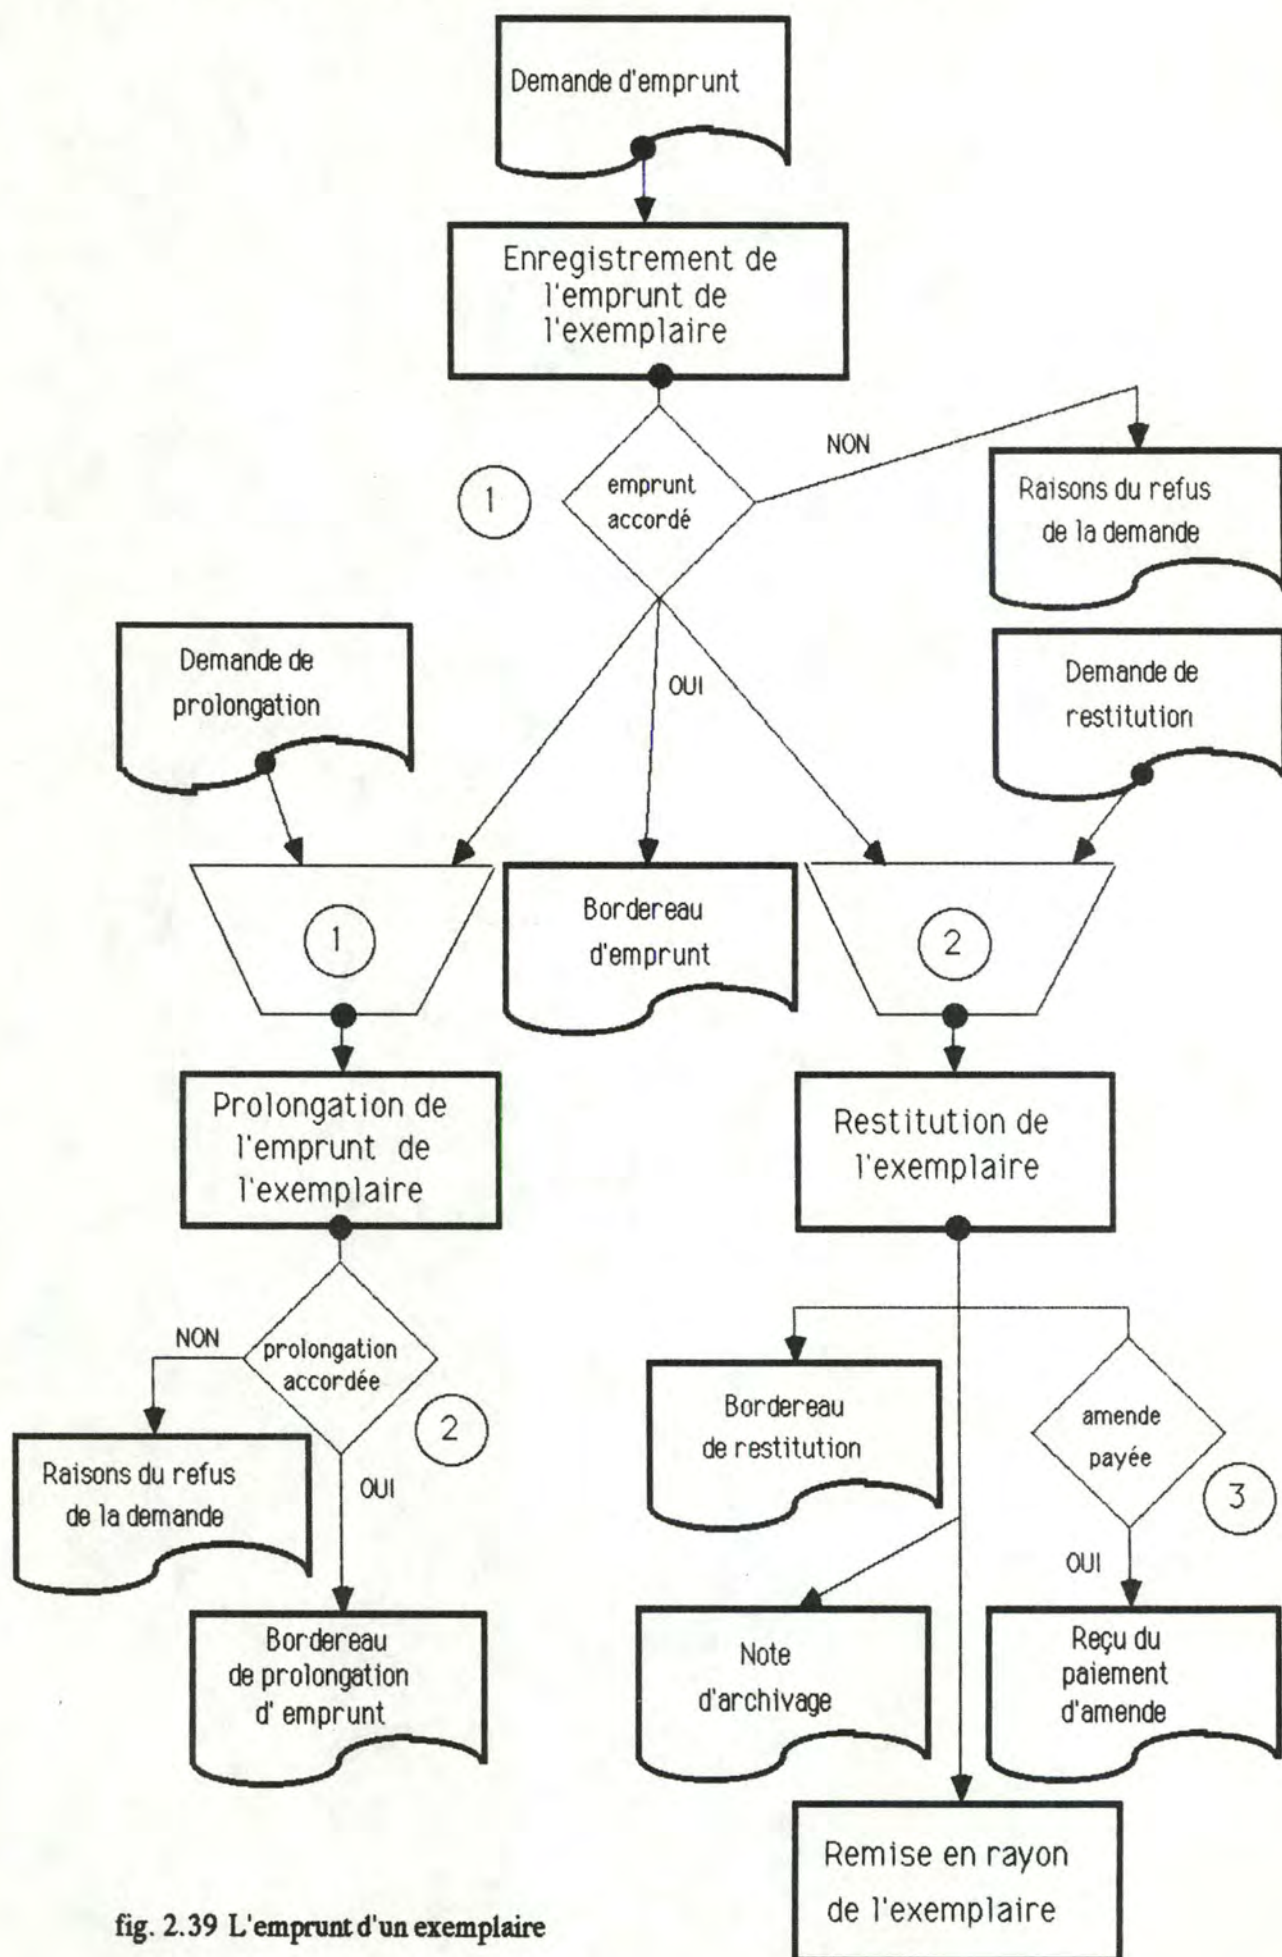 Demande d'emprunt
Enregistrement de
l'emprunt de
l'exemplaire
NON
1
emprunt
accordé
Raisons du refus
de la demande
Demande de
prolongation
OUI
Demande de
restitution
1
Bordereau
d'emprunt
2
Prolongation de
l'emprunt de
l'exemplaire
Restitution de
l'exemplaire
NON
prolongation
accordée
2
Bordereau
de restitution
amende
payée
3
Raisons du refus
de la demande
OUI
OUI
Bordereau
de prolongation
d' emprunt
Note
d'archivage
Reçu du
paiement
d'amende
Remise en rayon
de l'exemplaire
fig. 2.39 L'emprunt d'un exemplaire